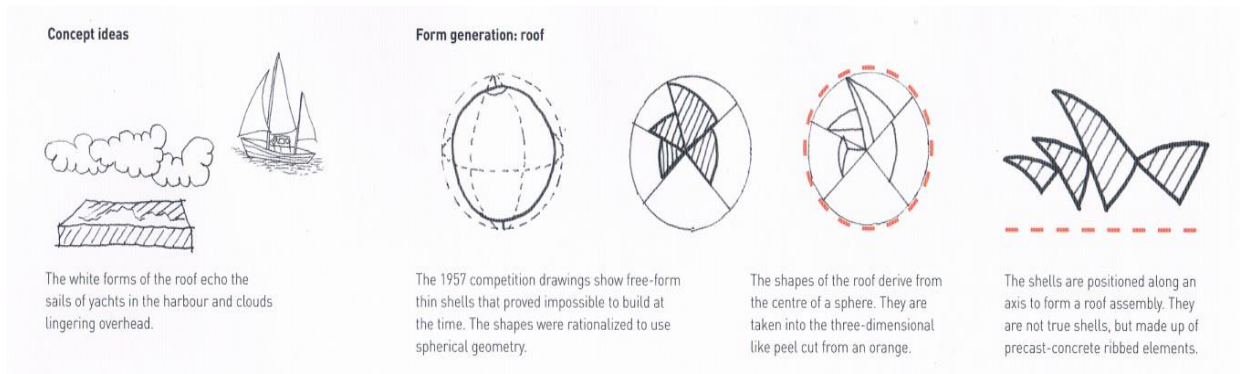 Concept ideas
Form generation: roof
The white forms of the roof echo the
sails of yachts in the harbour and clouds
lingering overhead.
The 1957 competition drawings show free-form
thin shells that proved impossible to build at
the time. The shapes were rationalized to use
spherical geometry.
The shapes of the roof derive from
the centre of a sphere. They are
taken into the three-dimensional
like peel cut from an orange.
The shells are positioned along an
axis to form a roof assembly. They
are not true shells, but made up of
precast-concrete ribbed elements.